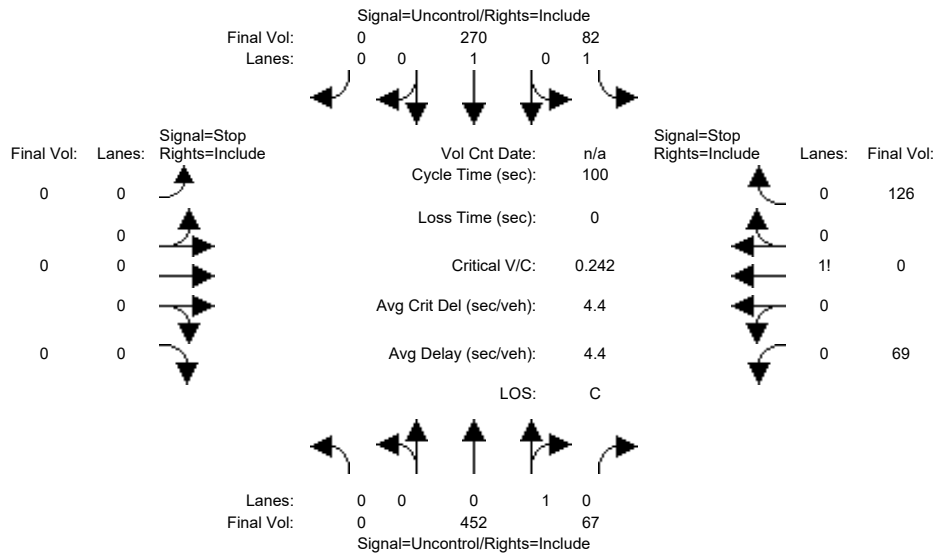 Signal=Uncontrol/Rights=Include
Final Vol: 0 270 82
Lanes: 0 0 1 0 1
Signal=Stop
Final Vol: Lanes: Rights=Include
Vol Cnt Date: n/a
Signal=Stop
Rights=Include Lanes: Final Vol:
Cycle Time (sec): 100
0 0
0 126
Loss Time (sec): 0
0
0
0 0
Critical V/C: 0.242
1! 0
0
Avg Crit Del (sec/veh): 4.4
0
0 0
Avg Delay (sec/veh): 4.4
0 69
LOS: C
Lanes: 0 0 0 1 0
Final Vol: 0 452 67
Signal=Uncontrol/Rights=Include